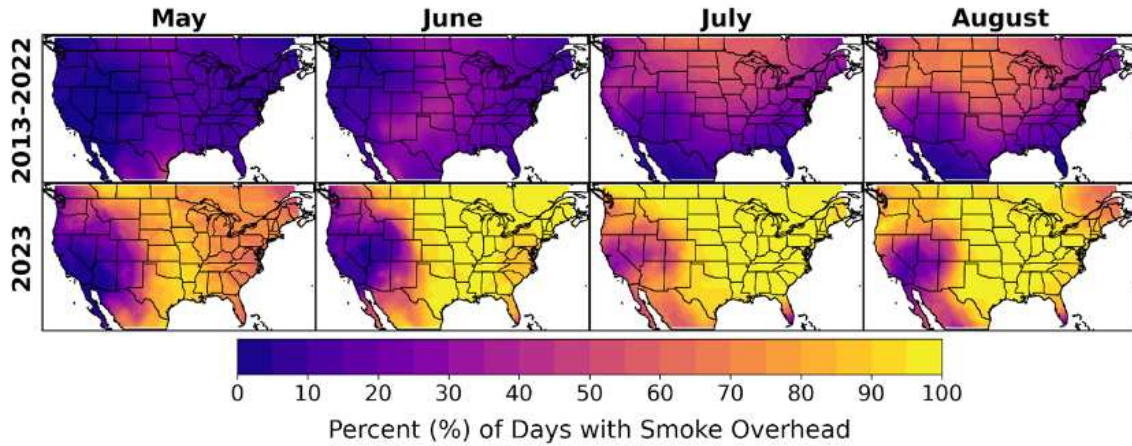 May June July August
2013-2022
2023
0 10 20 30 40 50 60 70 80 90 100
Percent (%) of Days with Smoke Overhead